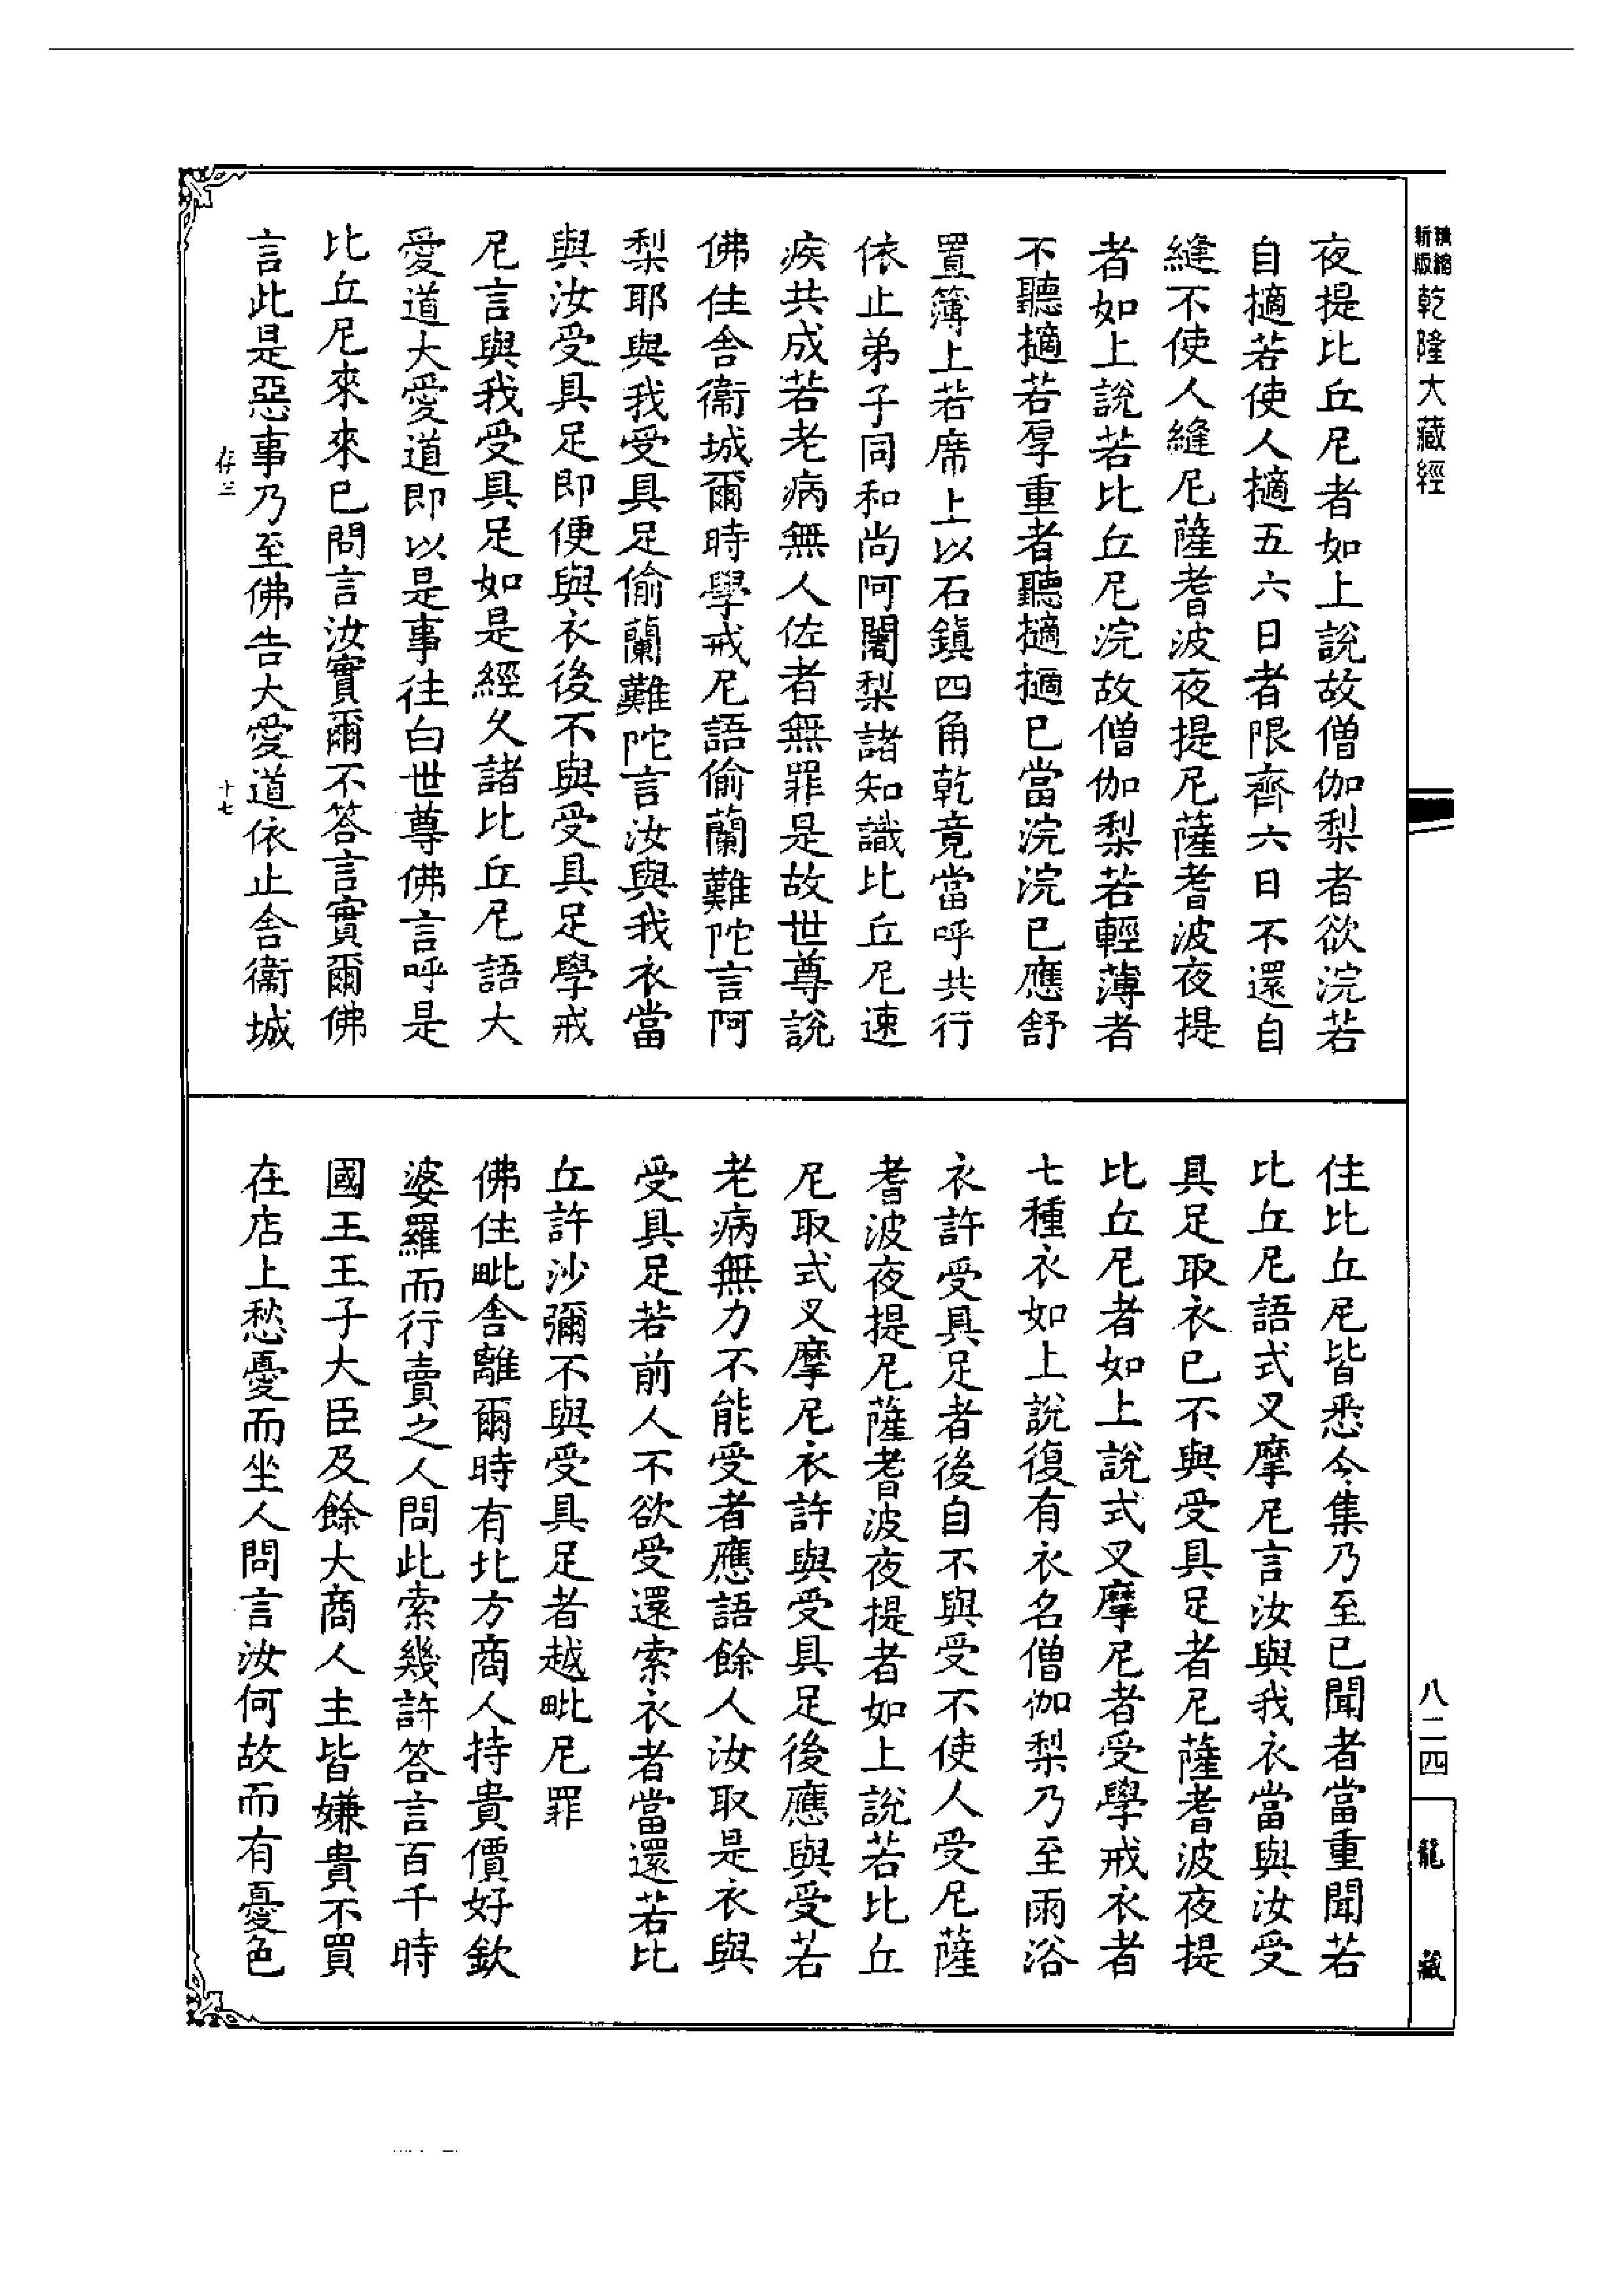 精縮新版乾隆大藏經
八二四
龍藏
夜提比丘尼者如上說故僧伽梨者欲浣若
自擿若使人擿五六日者限齊六日不還自
縫不使人縫尼薩耆波夜提尼薩耆波夜提
者如上說若比丘尼浣故僧伽梨若輕薄者
不聽擿若厚重者聽擿擿已當浣浣已應舒
置簿上若席上以石鎮四角乾竟當呼共行
依止弟子同和尚阿闍梨諸知識比丘尼速
疾共成若老病無人佐者無罪是故世尊說
佛住舍衞城爾時學戒尼語偷蘭難陀言阿
梨耶與我受具足偷蘭難陀言汝與我衣當
與汝受具足即便與衣後不與受具足學戒
尼言與我受具足如是經久諸比丘尼語大
愛道大愛道即以是事往白世尊佛言呼是
比丘尼來來已問言汝實爾不答言實爾佛
言此是惡事乃至佛告大愛道依止舍衞城
存三
十七
住比丘尼皆悉令集乃至已聞者當重聞若
比丘尼語式叉摩尼言汝與我衣當與汝受
具足取衣已不與受具足者尼薩耆波夜提
比丘尼者如上說式叉摩尼者受學戒衣者
七種衣如上說復有衣名僧伽梨乃至雨浴
衣許受具足者後自不與受不使人受尼薩
耆波夜提尼薩耆波夜提者如上說若比丘
尼取式叉摩尼衣許與受具足後應與受若
老病無力不能受者應語餘人汝取是衣與
受具足若前人不欲受還索衣者當還若比
丘許沙彌不與受具足者越毗尼罪
佛住毗舍離爾時有北方商人持貴價好欽
婆羅而行賣之人問此索幾許答言百千時
國王王子大臣及餘大商人主皆嫌貴不買
在店上愁憂而坐人問言汝何故而有憂色